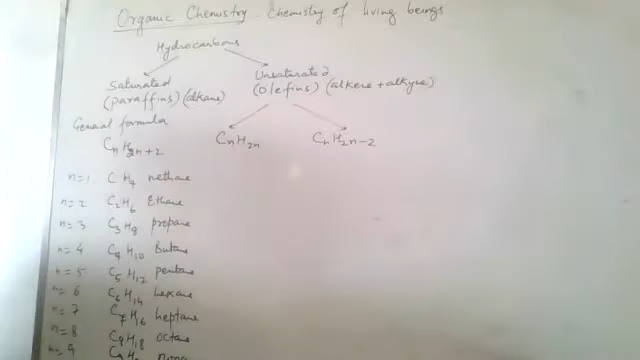 Organic Chemistry - Chemistry of living beings
Hydrocarbons
Saturated
(paraffins) (alkane)
Unsaturated
(Olefins) (alkene + alkyne)
General formula
CnH2n+2
CnH2n
CnH2n-2
n=1 CH4 methane
n=2 C2H6 Ethane
n=3 C3H8 propane
n=4 C4H10 Butane
n=5 C5H12 pentane
n=6 C6H14 hexane
n=7 C7H16 heptane
n=8 C8H18 octane
n=9